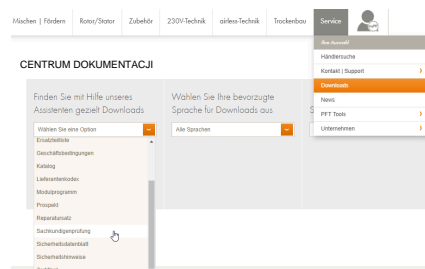 Mischen | Fördern Rotor/Stator Zubehör 230V-Technik airless-Technik Trockenbau Service
Ihre Auswahl
Händlersuche
Kontakt | Support
Downloads
News
PFT Tools
Unternehmen
CENTRUM DOKUMENTACJI
Finden Sie mit Hilfe unseres
Assistenten gezielt Downloads
Wählen Sie Ihre bevorzugte
Sprache für Downloads aus
S
Wählen Sie eine Option
Alle Sprachen
Ersatzteilliste
Geschäftsbedingungen
Katalog
Lieferantenkodex
Modulprogramm
Prospekt
Reparatursatz
Sachkundigenprüfung
Sicherheitsdatenblatt
Sicherheitshinweise